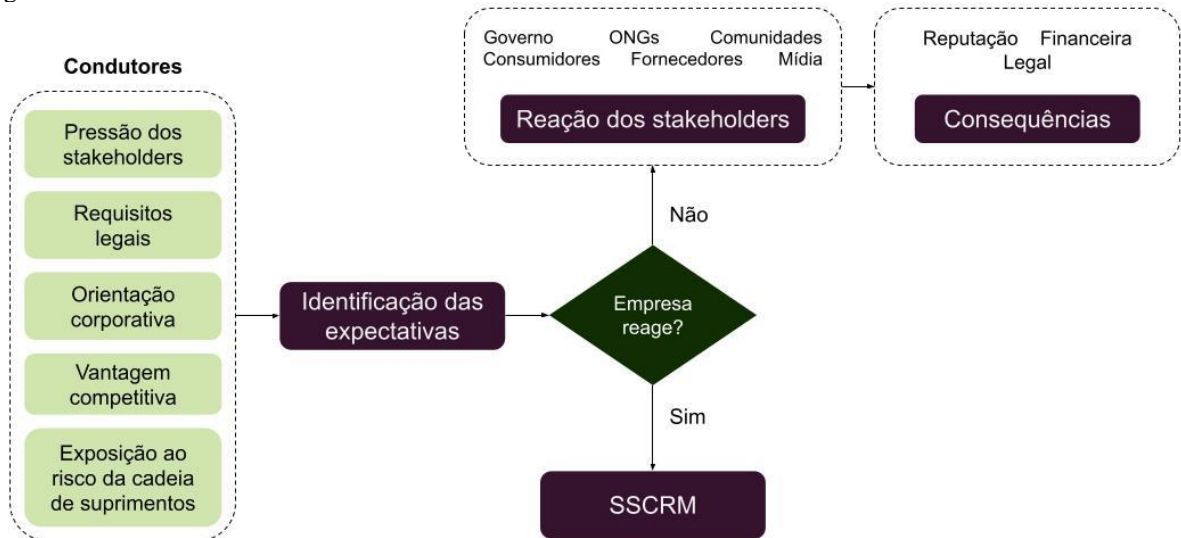 Condutores
Pressão dos
stakeholders
Requisitos
legais
Orientação
corporativa
Vantagem
competitiva
Exposição ao
risco da cadeia
de suprimentos
Identificação das
expectativas
Empresa
reage?
Não
Governo ONGs Comunidades
Consumidores Fornecedores Mídia
Reação dos stakeholders
Reputação Financeira
Legal
Consequências
Sim
SSCRM